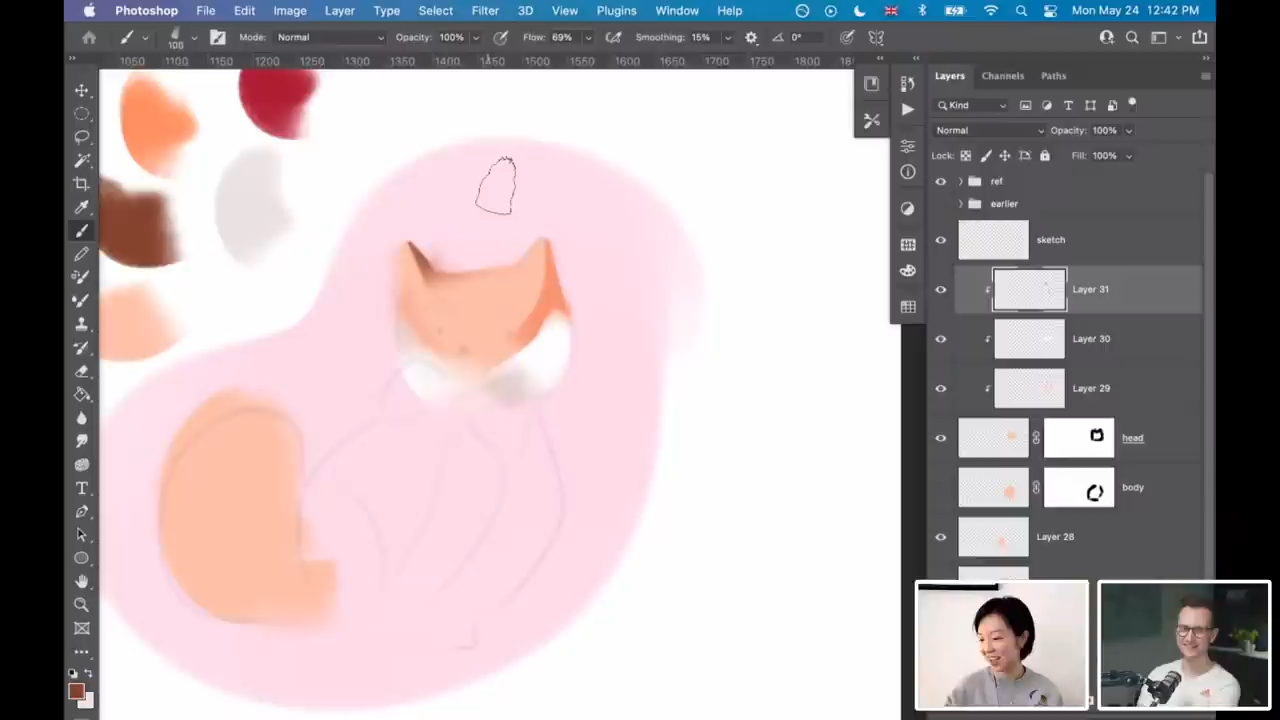 Photoshop File Edit Image Layer Type Select Filter 3D View Plugins Window Help Mon May 24 12:42 PM
106 Mode: Normal Opacity: 100% Flow: 69% Smoothing: 15% 0°
1050 1100 1150 1200 1250 1300 1350 1400 1450 1500 1550 1600 1650 1700 1750 1800
Layers Channels Paths
Kind
Normal Opacity: 100%
Lock: Fill: 100%
ref
earlier
sketch
Layer 31
Layer 30
Layer 29
head
body
Layer 28